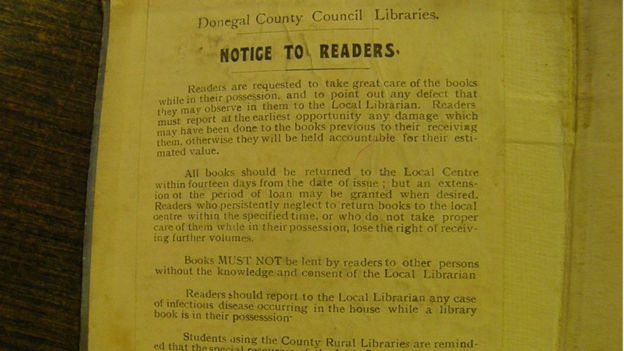 Donegal County Council Libraries.
NOTICE TO READERS.
Readers are requested to take great care of the books
while in their possession, and to point out any defect that
they may observe in them to the Local Librarian. Readers
must report at the earliest opportunity any damage which
may have been done to the books previous to their receiving
them, otherwise they will be held accountable for their esti-
mated value.
All books should be returned to the Local Centre
within fourteen days from the date of issue ; but an extens-
ion ot the period of loan may be granted when desired.
Readers who persistently neglect to return books to the local
centre within the specified time, or who do not take proper
care of them while in their possession, lose the right of receiv-
ing further volumes.
Books MUST NOT be lent by readers to other persons
without the knowledge and consent of the Local Librarian
Readers should report to the Local Librarian any case
of infectious disease occurring in the house while a library
book is in their possesssion·
Students using the County Rural Libraries are remind-
ed that the special